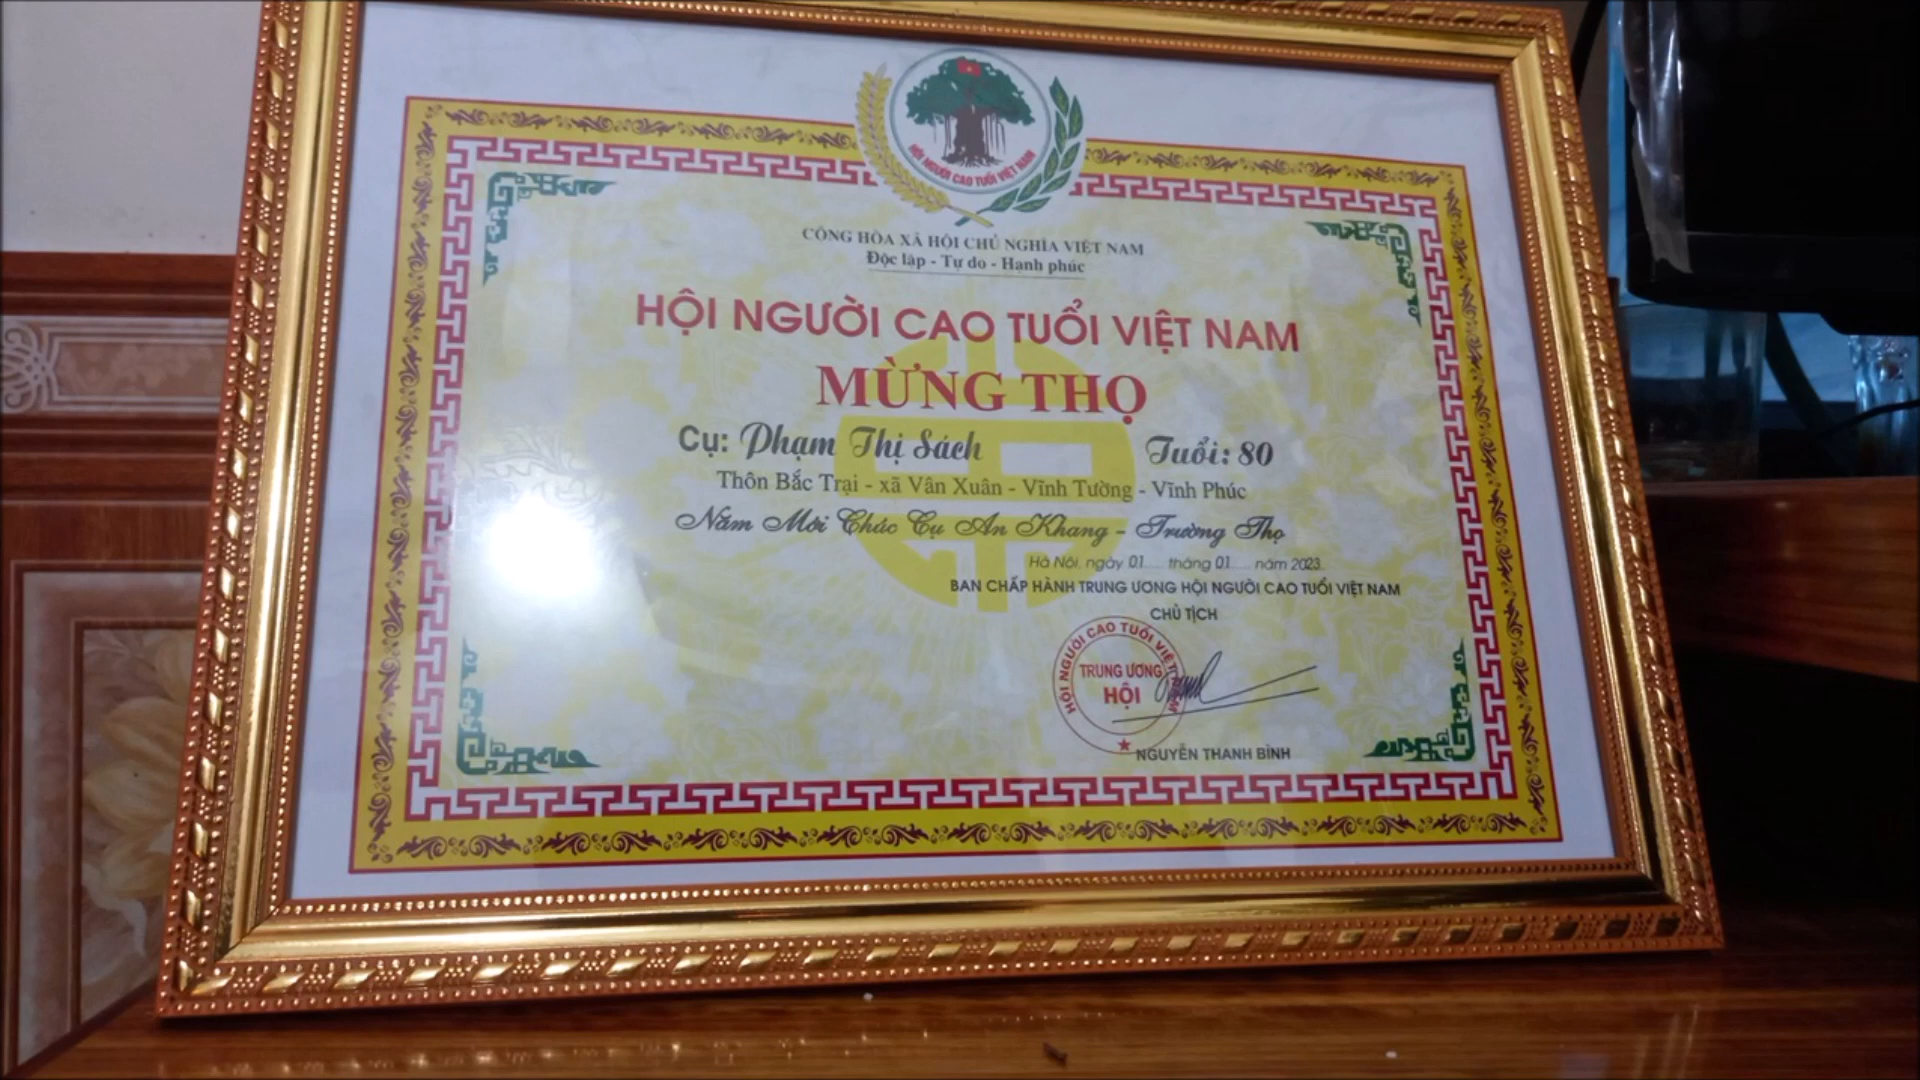 HỘI NGƯỜI CAO TUỔI VIỆT NAM
CỘNG HÒA XÃ HỘI CHỦ NGHĨA VIỆT NAM
Độc lập - Tự do - Hạnh phúc
HỘI NGƯỜI CAO TUỔI VIỆT NAM
MỪNG THỌ
Cụ: Phạm Thị Sách Tuổi: 80
Thôn Bắc Trại - xã Vân Xuân - Vĩnh Tường - Vĩnh Phúc
Năm Mới Chúc Cụ An Khang - Trường Thọ
Hà Nội, ngày 01 tháng 01 năm 2023
BAN CHẤP HÀNH TRUNG ƯƠNG HỘI NGƯỜI CAO TUỔI VIỆT NAM
CHỦ TỊCH
HỘI NGƯỜI CAO TUỔI VIỆT NAM
TRUNG ƯƠNG
HỘI
NGUYỄN THANH BÌNH